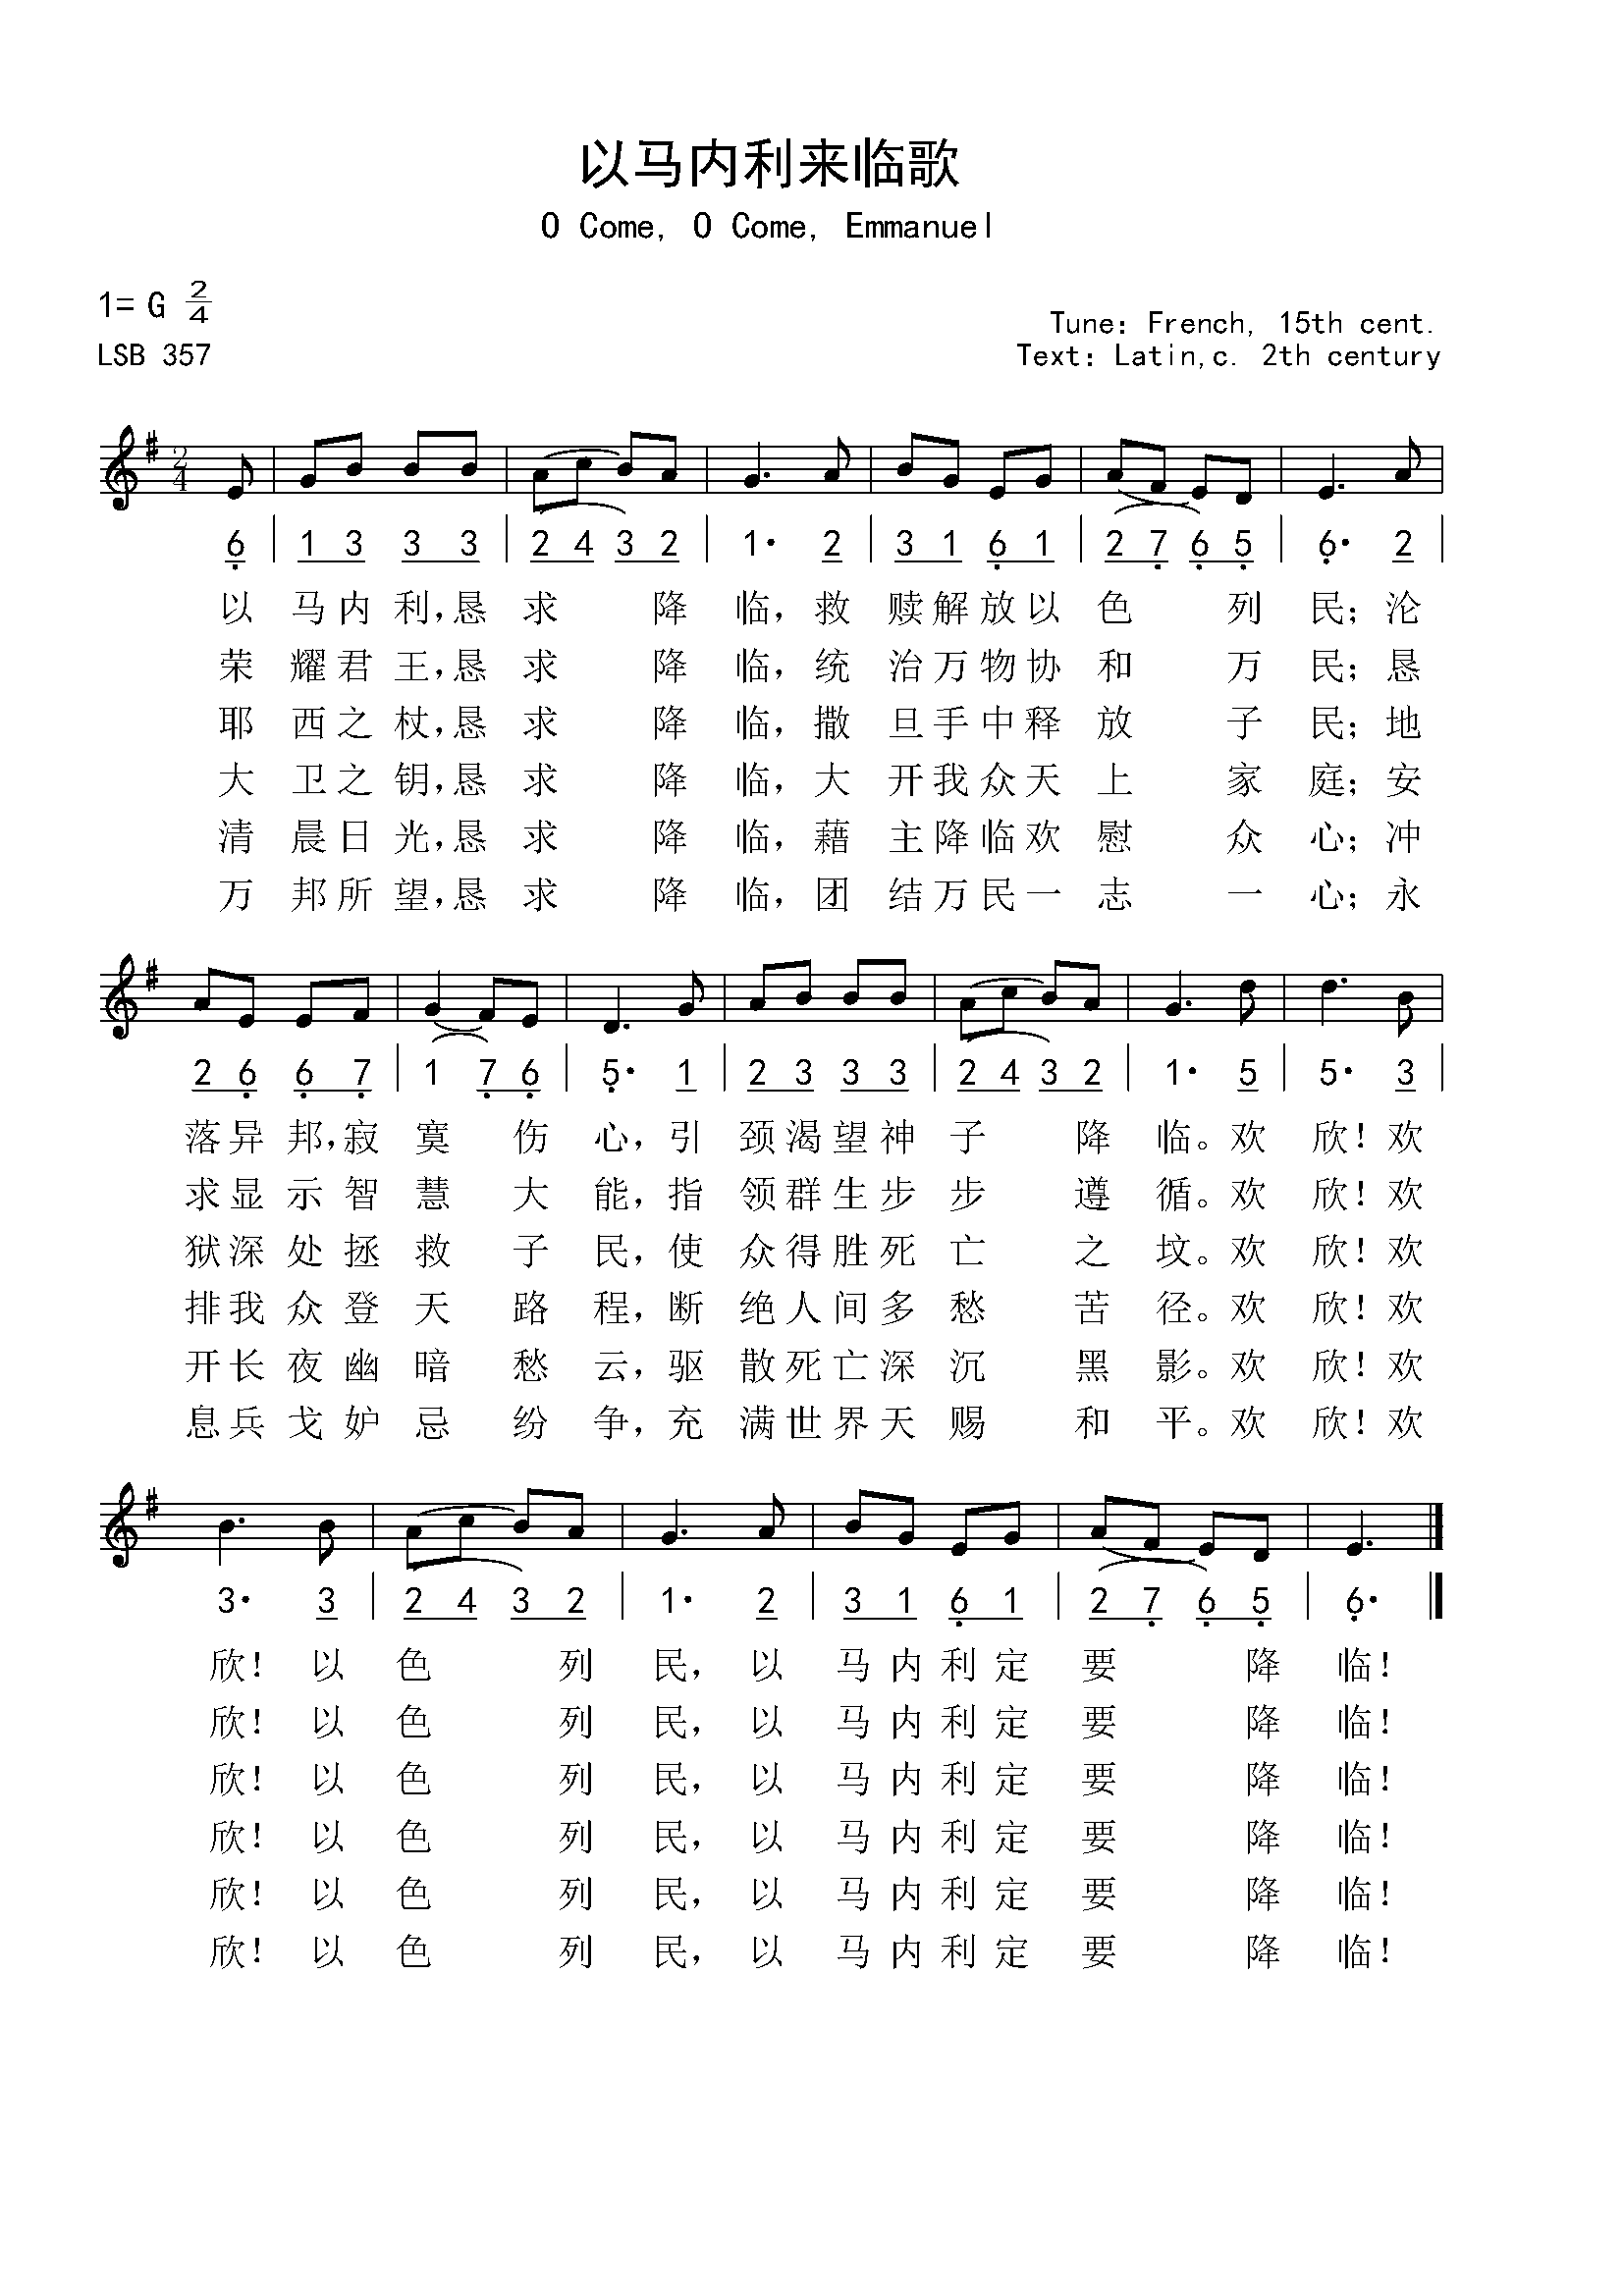 以马内利来临歌
O Come, O Come, Emmanuel
1= G 2/4
Tune: French, 15th cent.
LSB 357
Text: Latin,c. 2th century
2/4
6 | 1 3 3 3 | (2 4 3) 2 | 1· 2 | 3 1 6 1 | (2 7 6) 5 | 6· 2 |
以 马内利,恳 求 降 临,救 赎解放以 色 列 民;沦
荣 耀君王,恳 求 降 临,统 治万物协 和 万 民;恳
耶 西之杖,恳 求 降 临,撒 旦手中释 放 子 民;地
大 卫之钥,恳 求 降 临,大 开我众天 上 家 庭;安
清 晨日光,恳 求 降 临,藉 主降临欢 慰 众 心;冲
万 邦所望,恳 求 降 临,团 结万民一 志 一 心;永
2 6 6 7 | (1 7) 6 | 5· 1 | 2 3 3 3 | (2 4 3) 2 | 1· 5 | 5· 3 |
落异邦,寂 寞 伤 心,引 颈渴望神 子 降 临。欢 欣!欢
求显示智 慧 大 能,指 领群生步 步 遵 循。欢 欣!欢
狱深处拯 救 子 民,使 众得胜死 亡 之 坟。欢 欣!欢
排我众登 天 路 程,断 绝人间多 愁 苦 径。欢 欣!欢
开长夜幽 暗 愁 云,驱 散死亡深 沉 黑 影。欢 欣!欢
息兵戈妒 忌 纷 争,充 满世界天 赐 和 平。欢 欣!欢
3· 3 | (2 4 3) 2 | 1· 2 | 3 1 6 1 | (2 7 6) 5 | 6· |
欣! 以 色 列 民, 以 马内利定 要 降 临!
欣! 以 色 列 民, 以 马内利定 要 降 临!
欣! 以 色 列 民, 以 马内利定 要 降 临!
欣! 以 色 列 民, 以 马内利定 要 降 临!
欣! 以 色 列 民, 以 马内利定 要 降 临!
欣! 以 色 列 民, 以 马内利定 要 降 临!